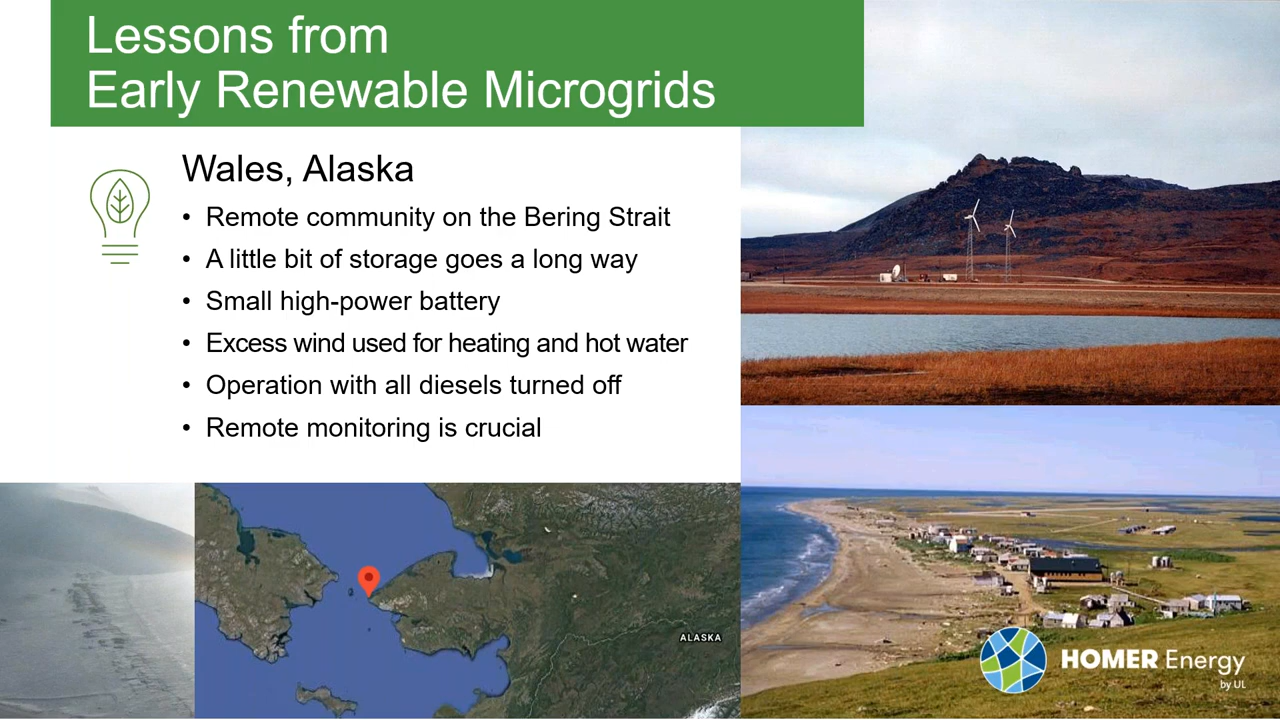 Lessons from
Early Renewable Microgrids
Wales, Alaska
• Remote community on the Bering Strait
• A little bit of storage goes a long way
• Small high-power battery
• Excess wind used for heating and hot water
• Operation with all diesels turned off
• Remote monitoring is crucial
ALASKA
HOMER Energy
by UL